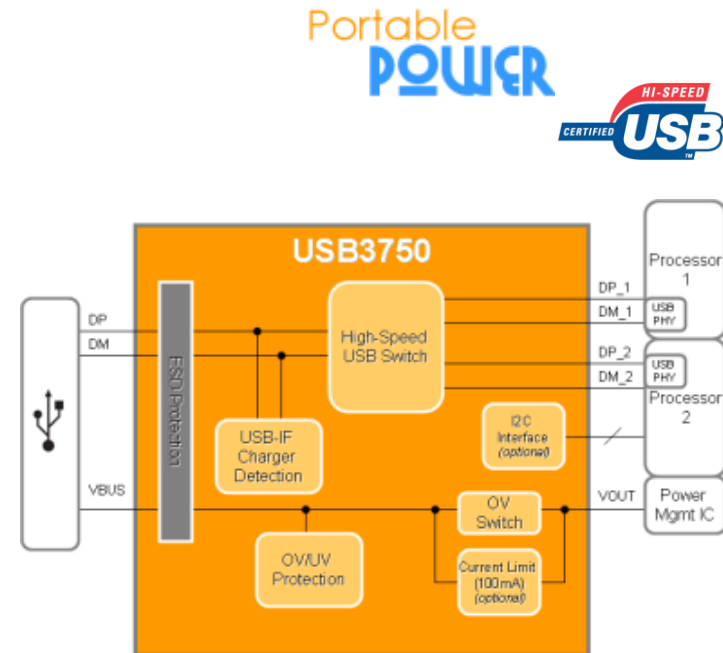 Portable
POWER
HI-SPEED
CERTIFIED USB
TM
USB3750
Processor
1
DP_1
DM_1
USB
PHY
DP
DM
High-Speed
USB Switch
DP_2
DM_2
USB
PHY
Processor
2
ESD Protection
USB-IF
Charger
Detection
I2C
Interface
(optional)
VBUS
OV
Switch
VOUT
Power
Mgmt IC
OV/UV
Protection
Current Limit
(100mA)
(optional)